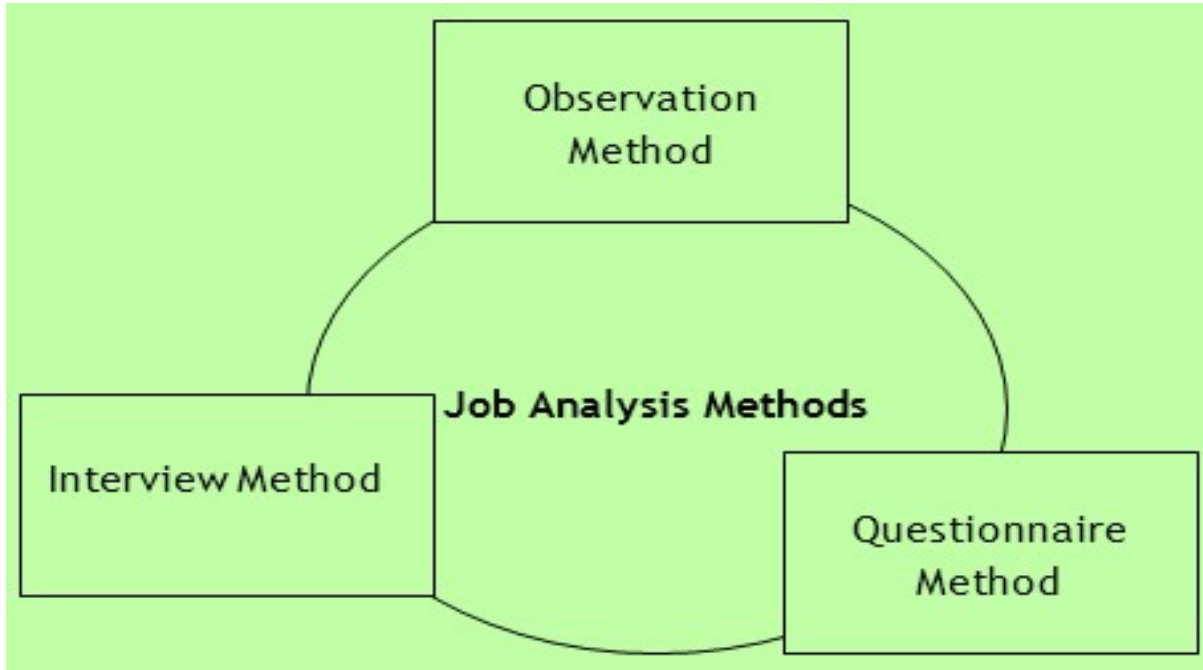 Observation
Method
Job Analysis Methods
Interview Method
Questionnaire
Method